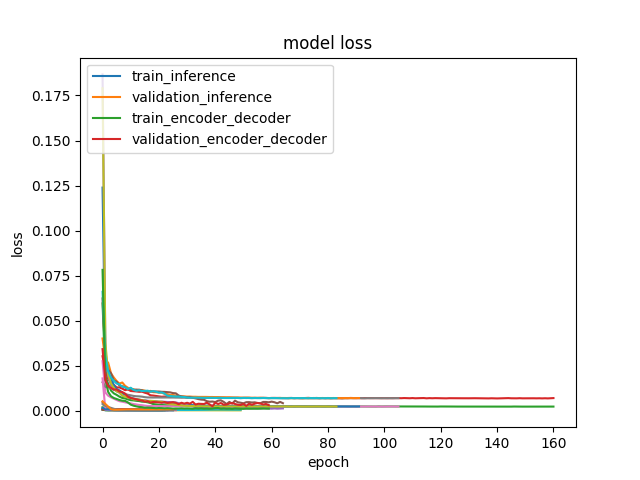 model loss
train_inference
validation_inference
train_encoder_decoder
validation_encoder_decoder
loss
0.175
0.150
0.125
0.100
0.075
0.050
0.025
0.000
0 20 40 60 80 100 120 140 160
epoch